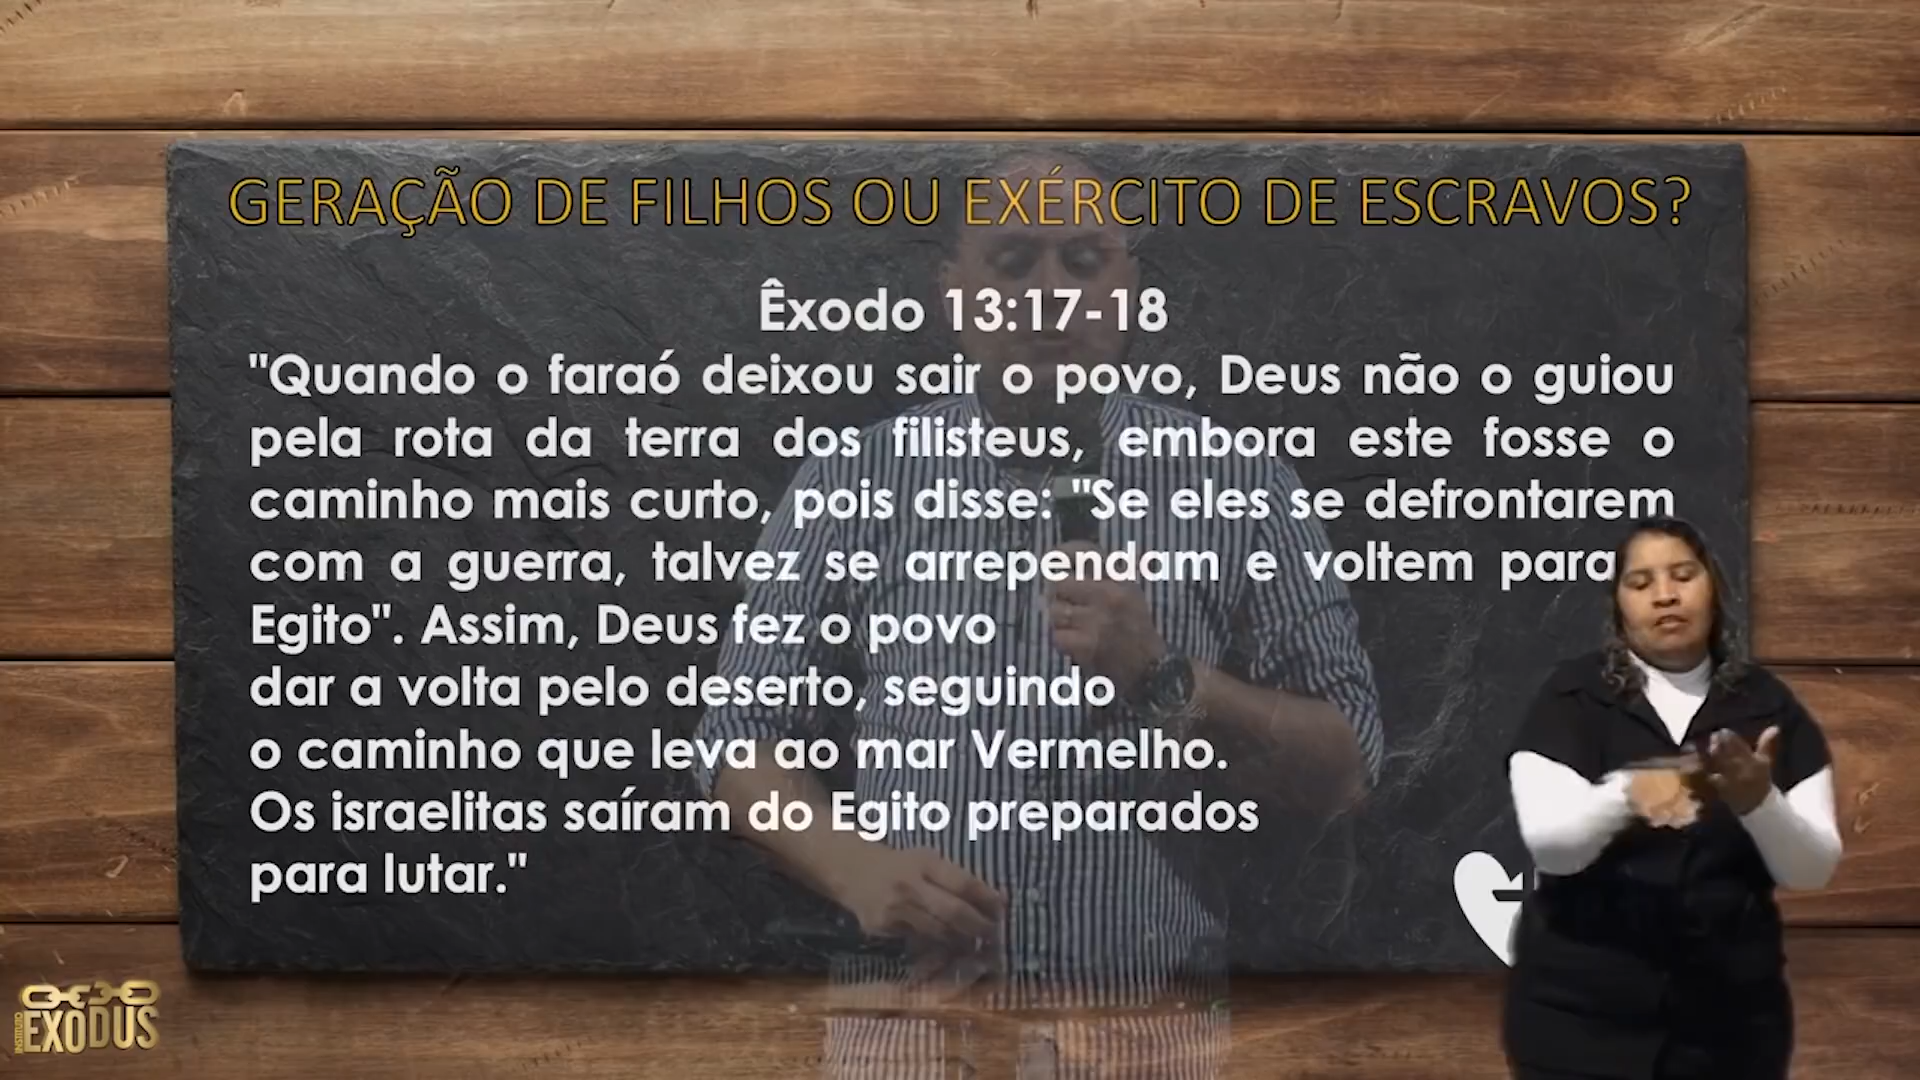 GERAÇÃO DE FILHOS OU EXÉRCITO DE ESCRAVOS?
Êxodo 13:17-18
"Quando o faraó deixou sair o povo, Deus não o guiou
pela rota da terra dos filisteus, embora este fosse o
caminho mais curto, pois disse: "Se eles se defrontarem
com a guerra, talvez se arrependam e voltem para
Egito". Assim, Deus fez o povo
dar a volta pelo deserto, seguindo
o caminho que leva ao mar Vermelho.
Os israelitas saíram do Egito preparados
para lutar."
INSTITUTO
EXODUS